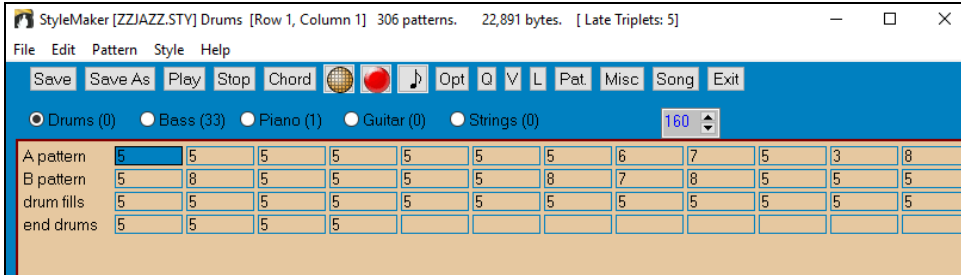 StyleMaker [ZZJAZZ.STY] Drums [Row 1, Column 1] 306 patterns. 22,891 bytes. [ Late Triplets: 5]
File Edit Pattern Style Help
Save Save As Play Stop Chord Opt Q V L Pat. Misc Song Exit
Drums (0) Bass (33) Piano (1) Guitar (0) Strings (0) 160
A pattern 5 5 5 5 5 5 5 6 7 5 3 8
B pattern 5 8 5 5 5 5 8 7 8 5 5 5
drum fills 5 5 5 5 5 5 5 5 5 5 5 5
end drums 5 5 5 5